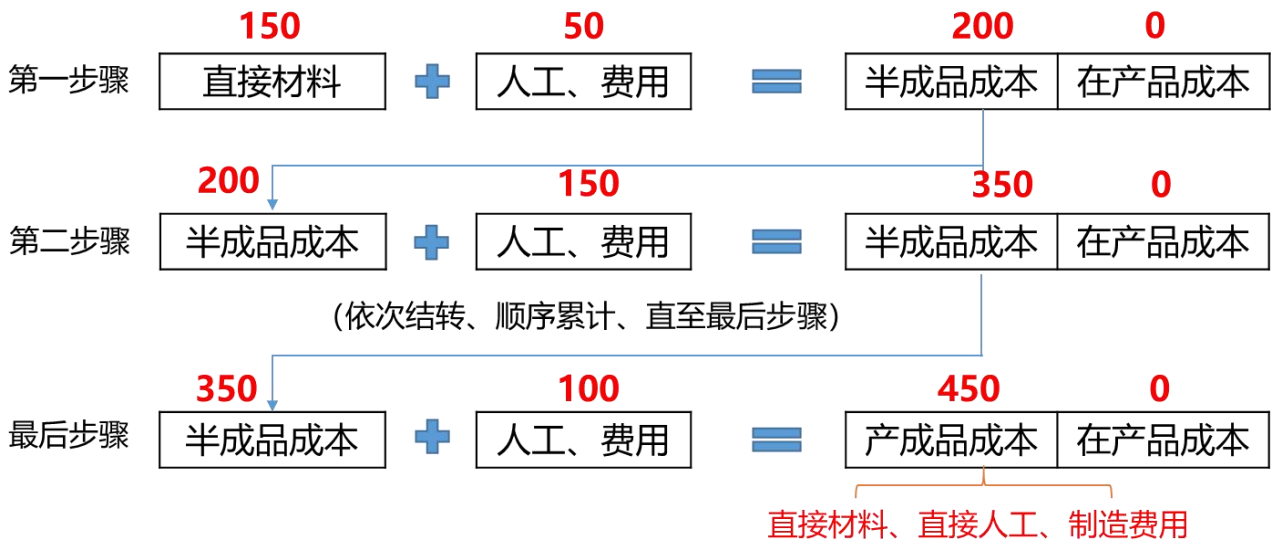 150 50 200 0
第一步骤 直接材料 人工、费用 半成品成本 在产品成本
200 150 350 0
第二步骤 半成品成本 人工、费用 半成品成本 在产品成本
(依次结转、顺序累计、直至最后步骤)
350 100 450 0
最后步骤 半成品成本 人工、费用 产成品成本 在产品成本
直接材料、直接人工、制造费用